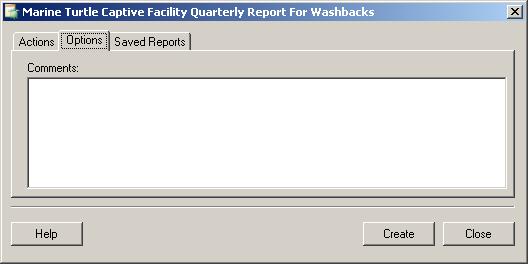 Marine Turtle Captive Facility Quarterly Report For Washbacks
Actions Options Saved Reports
Comments:
Help Create Close